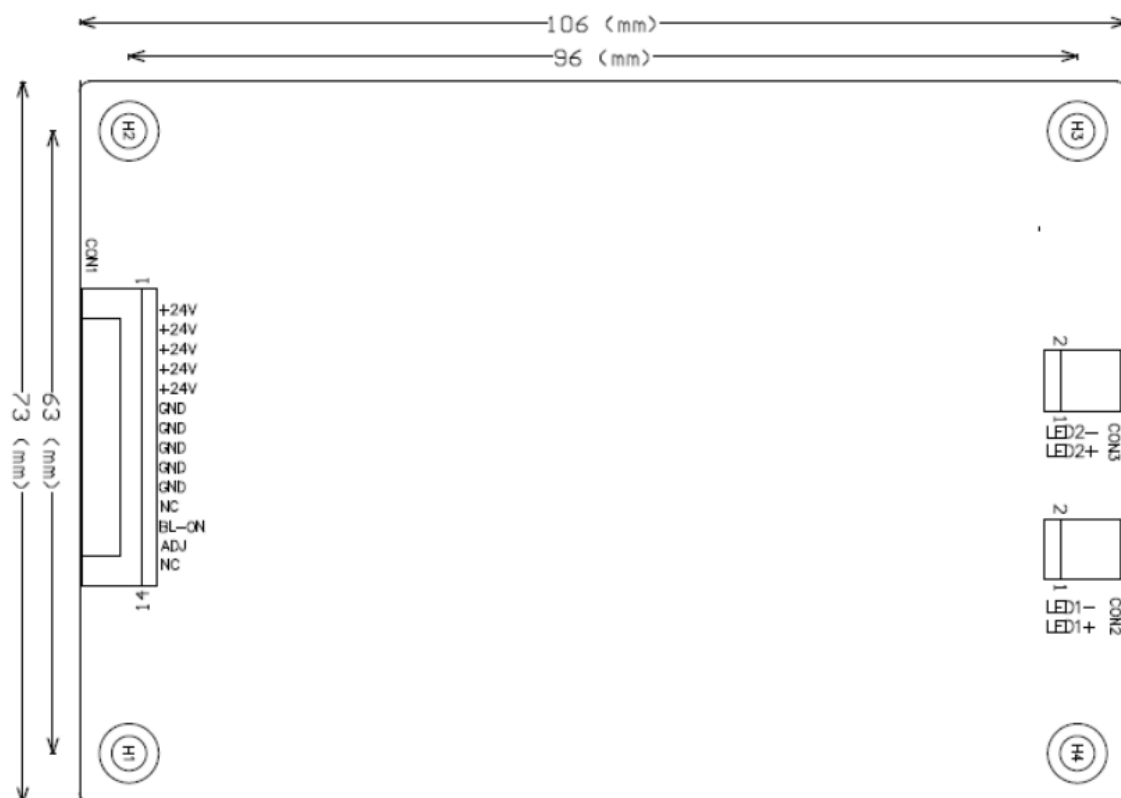 106 (mm)
96 (mm)
H2
H3
CON1
1
+24V
+24V
+24V
+24V
+24V
GND
GND
GND
GND
GND
NC
BL-ON
ADJ
NC
14
73 (mm)
63 (mm)
2
1
LED2-
LED2+
CON3
2
1
LED1-
LED1+
CON2
H1
H4